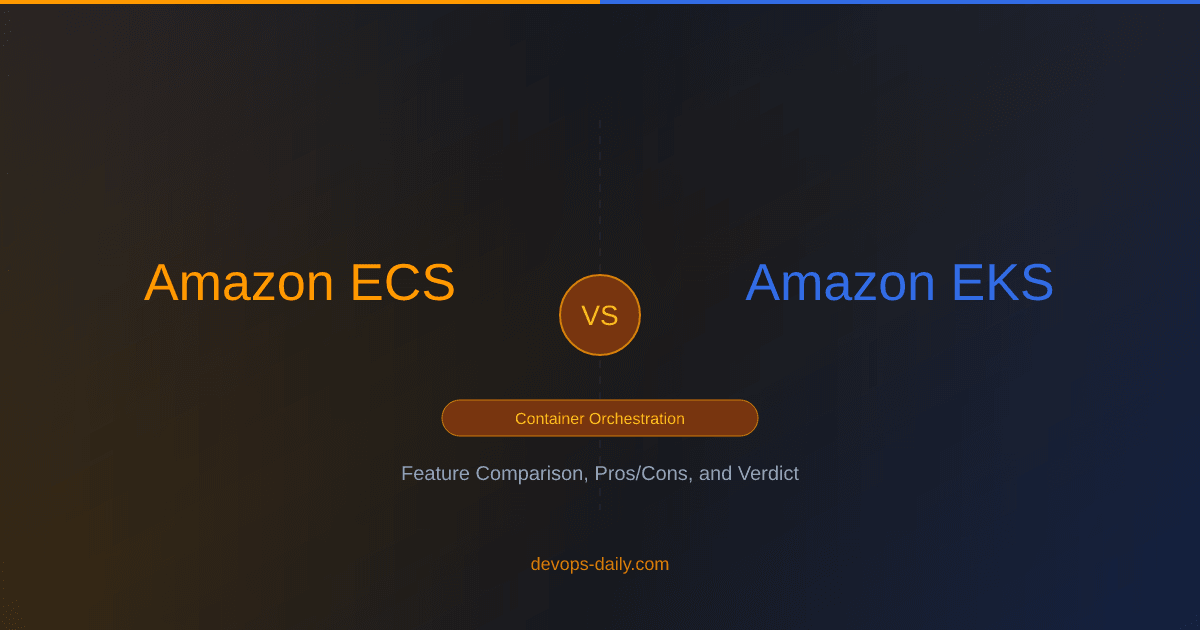 Amazon ECS
VS
Amazon EKS
Container Orchestration
Feature Comparison, Pros/Cons, and Verdict
devops-daily.com